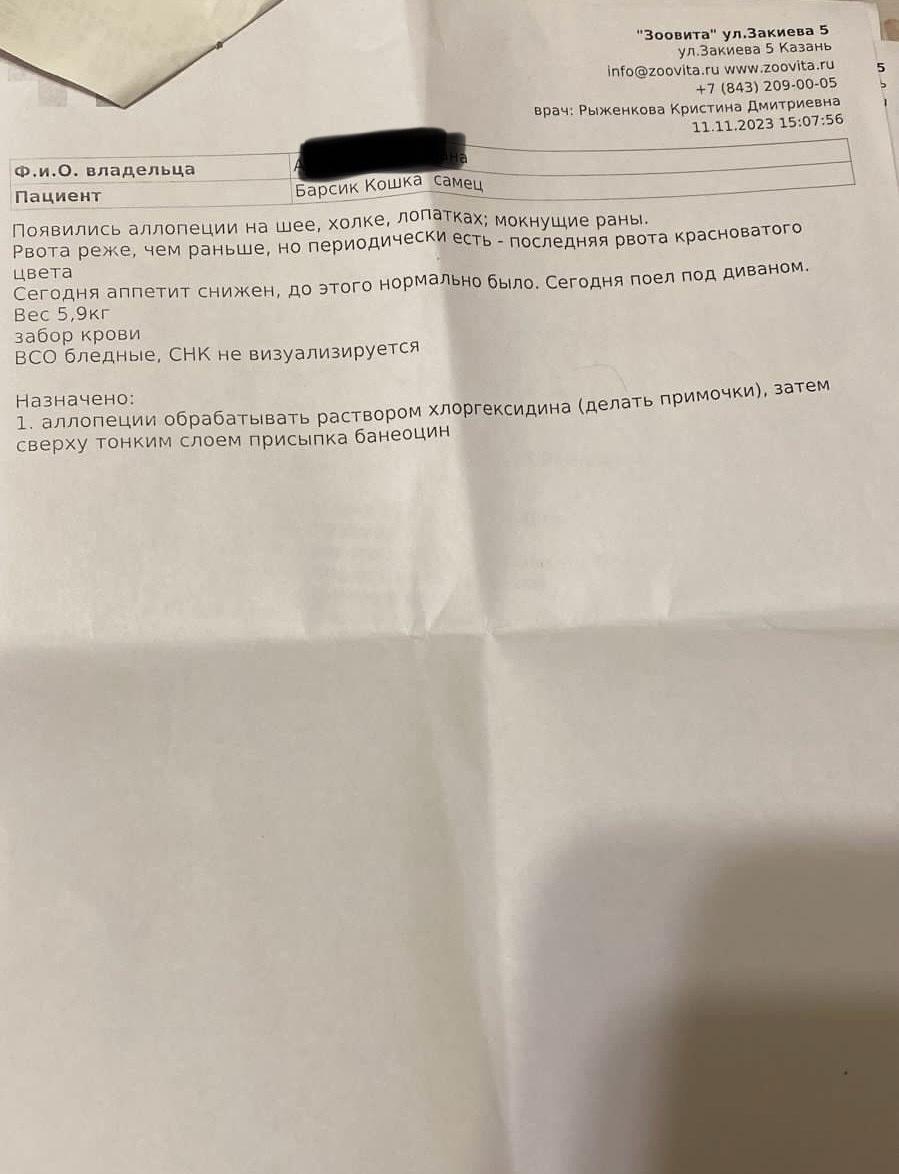 "Зоовита" ул.Закиева 5
ул.Закиева 5 Казань
info@zoovita.ru www.zoovita.ru
+7 (843) 209-00-05
врач: Рыженкова Кристина Дмитриевна
11.11.2023 15:07:56
Ф.и.О. владельца
Пациент Барсик Кошка самец
Появились аллопеции на шее, холке, лопатках; мокнущие раны.
Рвота реже, чем раньше, но периодически есть - последняя рвота красноватого
цвета
Сегодня аппетит снижен, до этого нормально было. Сегодня поел под диваном.
Вес 5,9кг
забор крови
ВСО бледные, СНК не визуализируется
Назначено:
1. аллопеции обрабатывать раствором хлоргексидина (делать примочки), затем
сверху тонким слоем присыпка банеоцин